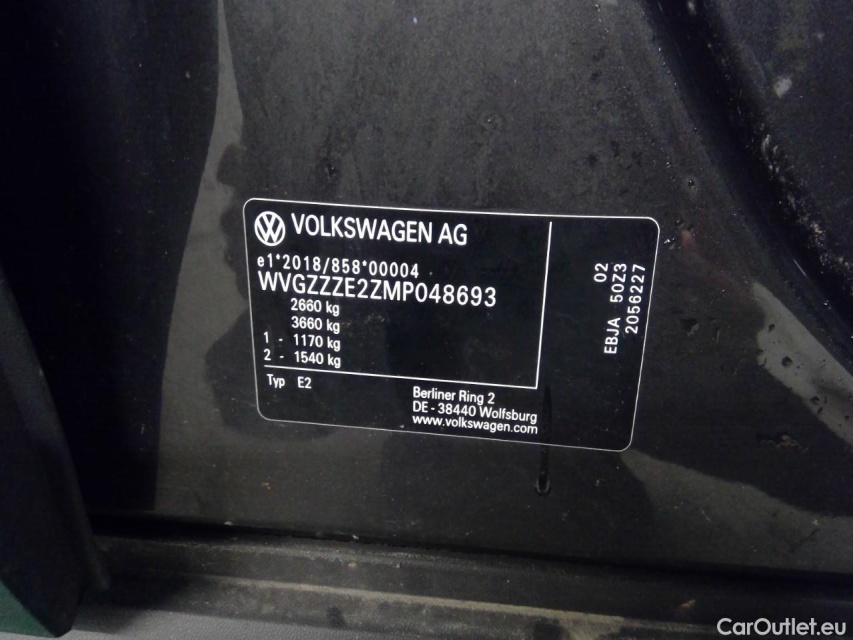 VOLKSWAGEN AG
e1*2018/858*00004
WVGZZZE2ZMP048693
2660 kg
3660 kg
1 - 1170 kg
2 - 1540 kg
Typ E2
Berliner Ring 2
DE - 38440 Wolfsburg
www.volkswagen.com
02
EBJA 50Z3
2056227
CarOutlet.eu